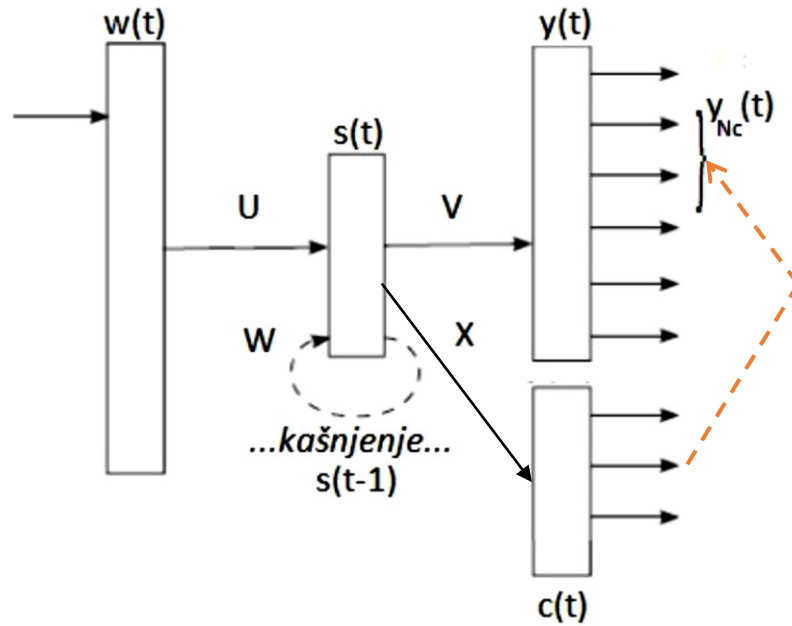 w(t)
y(t)
y_Nc(t)
s(t)
U
V
W
X
...kašnjenje...
s(t-1)
c(t)